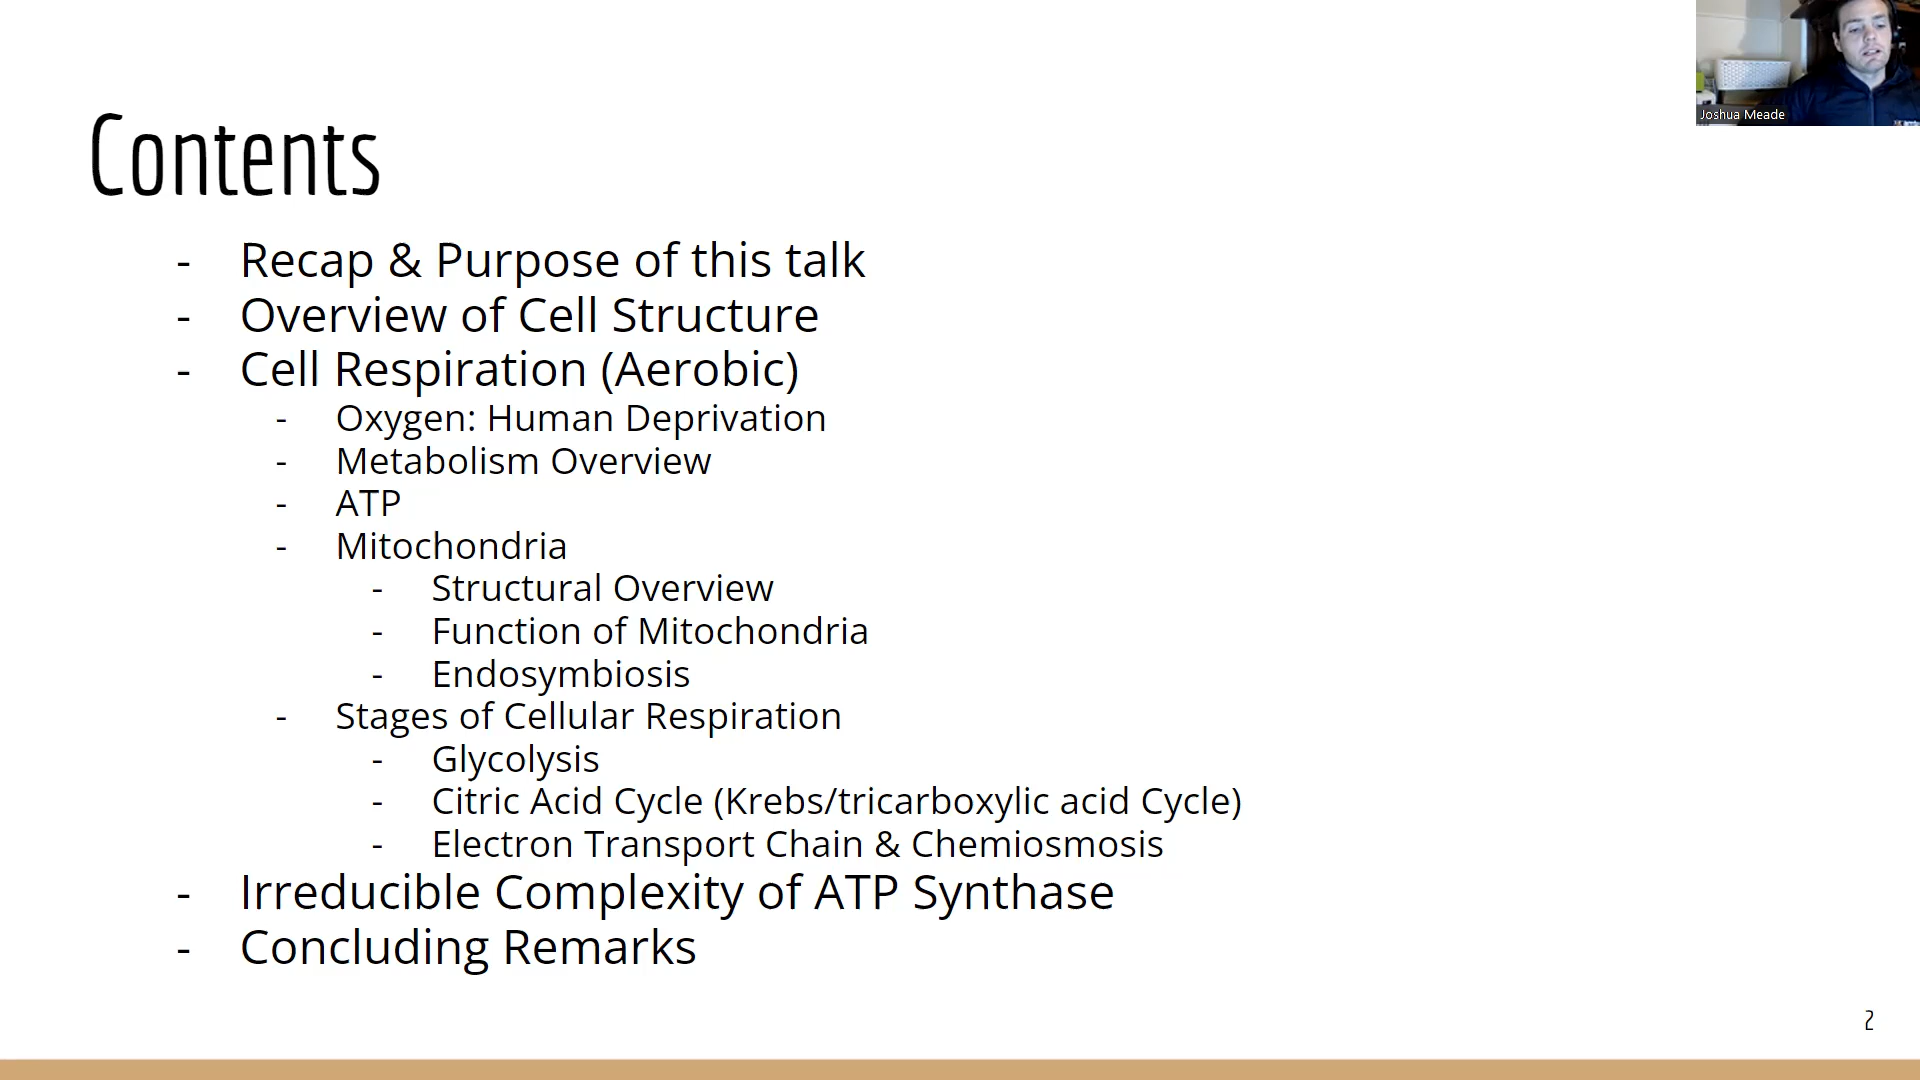 Joshua Meade
Contents
- Recap & Purpose of this talk
- Overview of Cell Structure
- Cell Respiration (Aerobic)
- Oxygen: Human Deprivation
- Metabolism Overview
- ATP
- Mitochondria
- Structural Overview
- Function of Mitochondria
- Endosymbiosis
- Stages of Cellular Respiration
- Glycolysis
- Citric Acid Cycle (Krebs/tricarboxylic acid Cycle)
- Electron Transport Chain & Chemiosmosis
- Irreducible Complexity of ATP Synthase
- Concluding Remarks
2